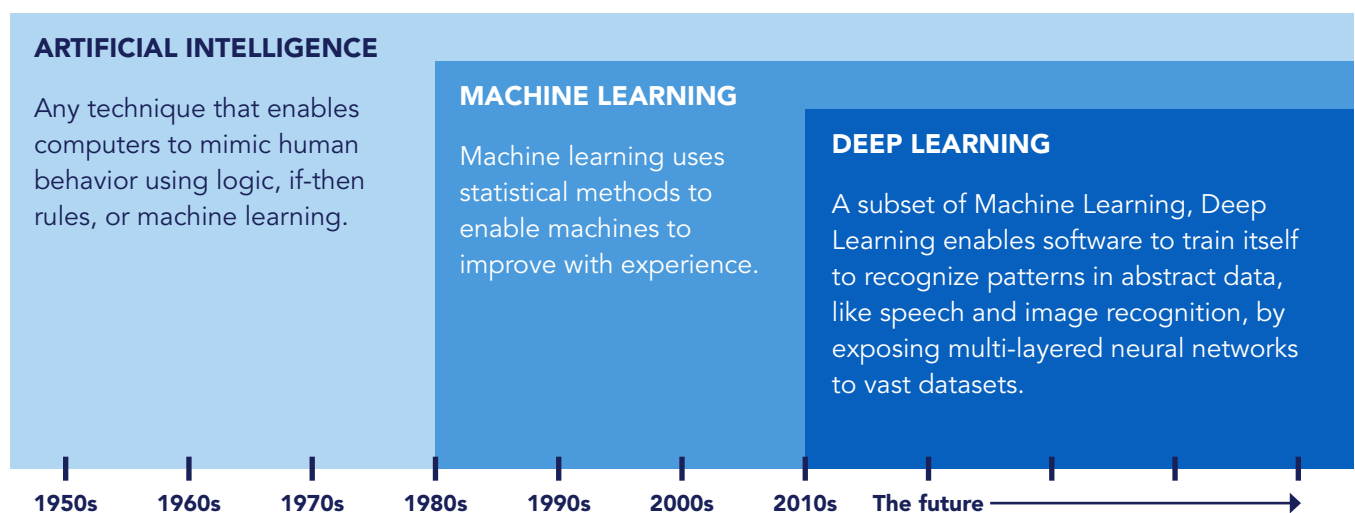 ARTIFICIAL INTELLIGENCE
Any technique that enables
computers to mimic human
behavior using logic, if-then
rules, or machine learning.
MACHINE LEARNING
Machine learning uses
statistical methods to
enable machines to
improve with experience.
DEEP LEARNING
A subset of Machine Learning, Deep
Learning enables software to train itself
to recognize patterns in abstract data,
like speech and image recognition, by
exposing multi-layered neural networks
to vast datasets.
1950s 1960s 1970s 1980s 1990s 2000s 2010s The future